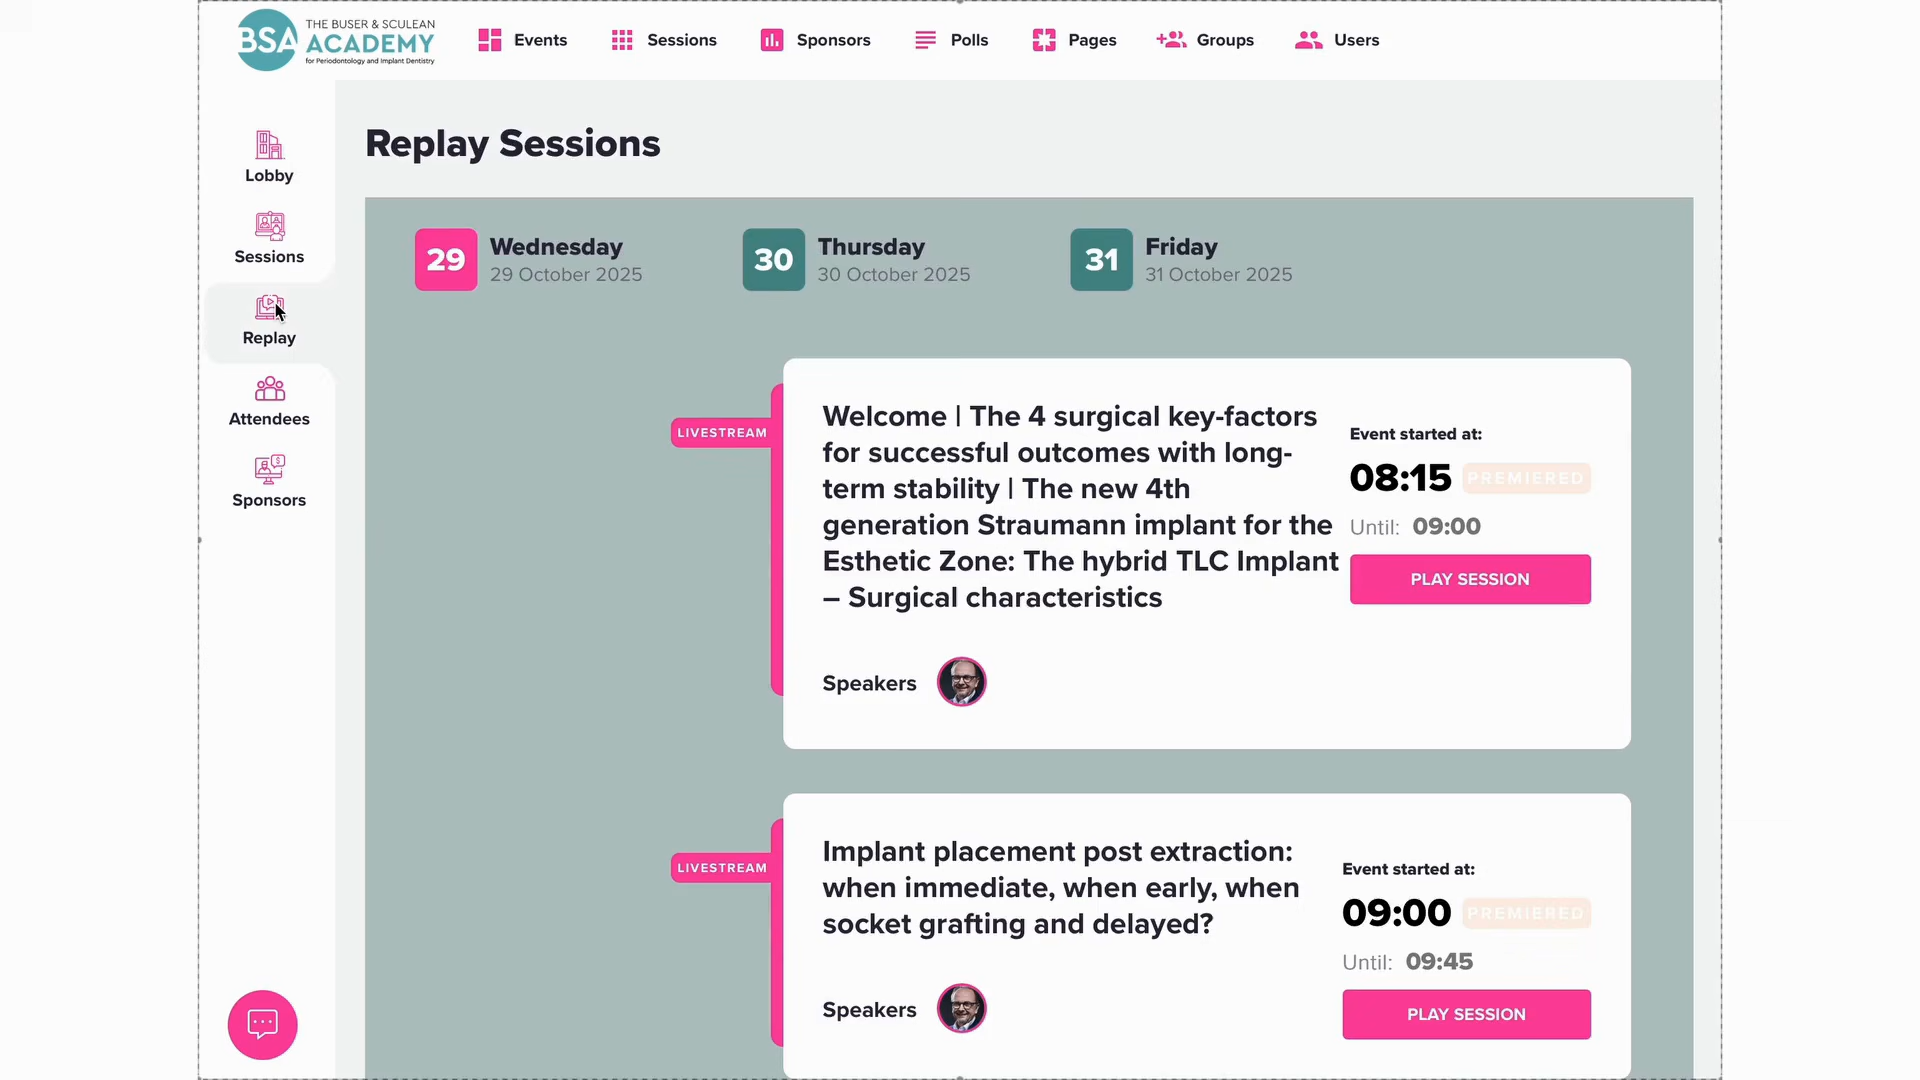 BSA
THE BUSER & SCULEAN
ACADEMY
for Periodontology and Implant Dentistry
Events
Sessions
Sponsors
Polls
Pages
Groups
Users
Lobby
Sessions
Replay
Attendees
Sponsors
Replay Sessions
29
Wednesday
29 October 2025
30
Thursday
30 October 2025
31
Friday
31 October 2025
LIVESTREAM
Welcome | The 4 surgical key-factors
for successful outcomes with long-
term stability | The new 4th
generation Straumann implant for the
Esthetic Zone: The hybrid TLC Implant
– Surgical characteristics
Event started at:
08:15 PREMIERED
Until: 09:00
PLAY SESSION
Speakers
LIVESTREAM
Implant placement post extraction:
when immediate, when early, when
socket grafting and delayed?
Event started at:
09:00 PREMIERED
Until: 09:45
PLAY SESSION
Speakers